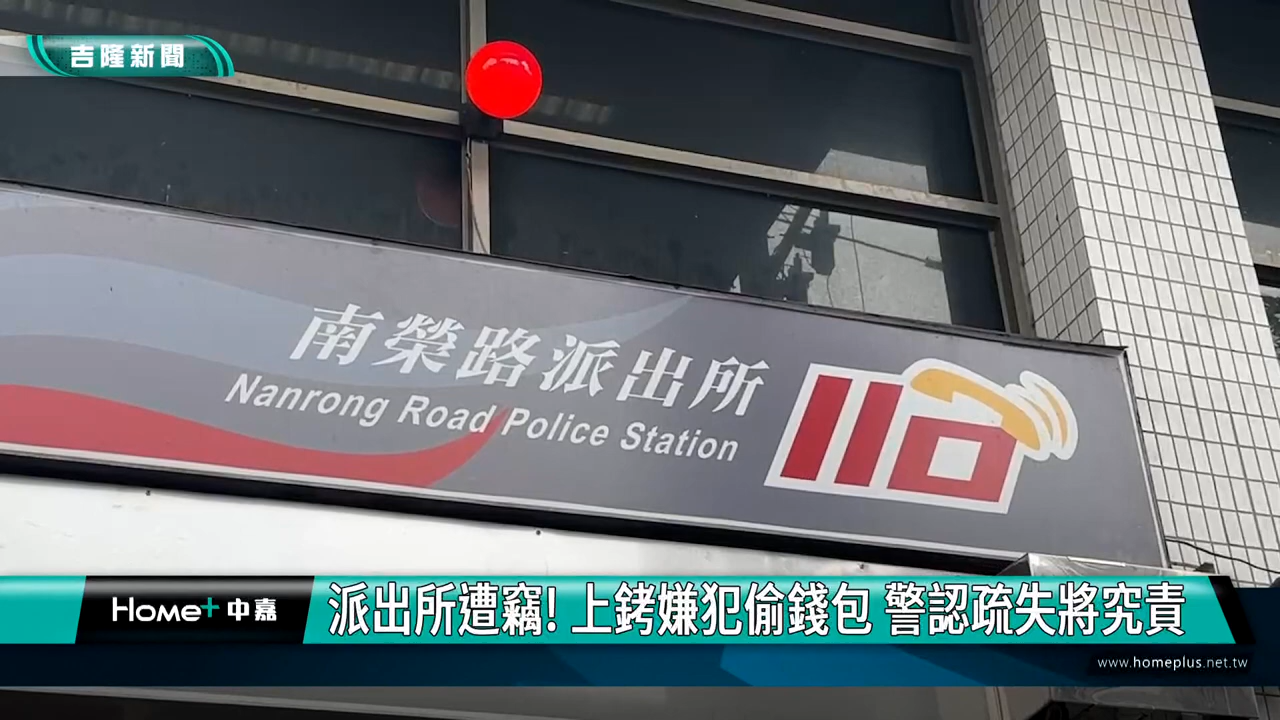 吉隆新聞
南榮路派出所
Nanrong Road Police Station
110
Home+ 中嘉
派出所遭竊! 上銬嫌犯偷錢包 警認疏失將究責
www.homeplus.net.tw